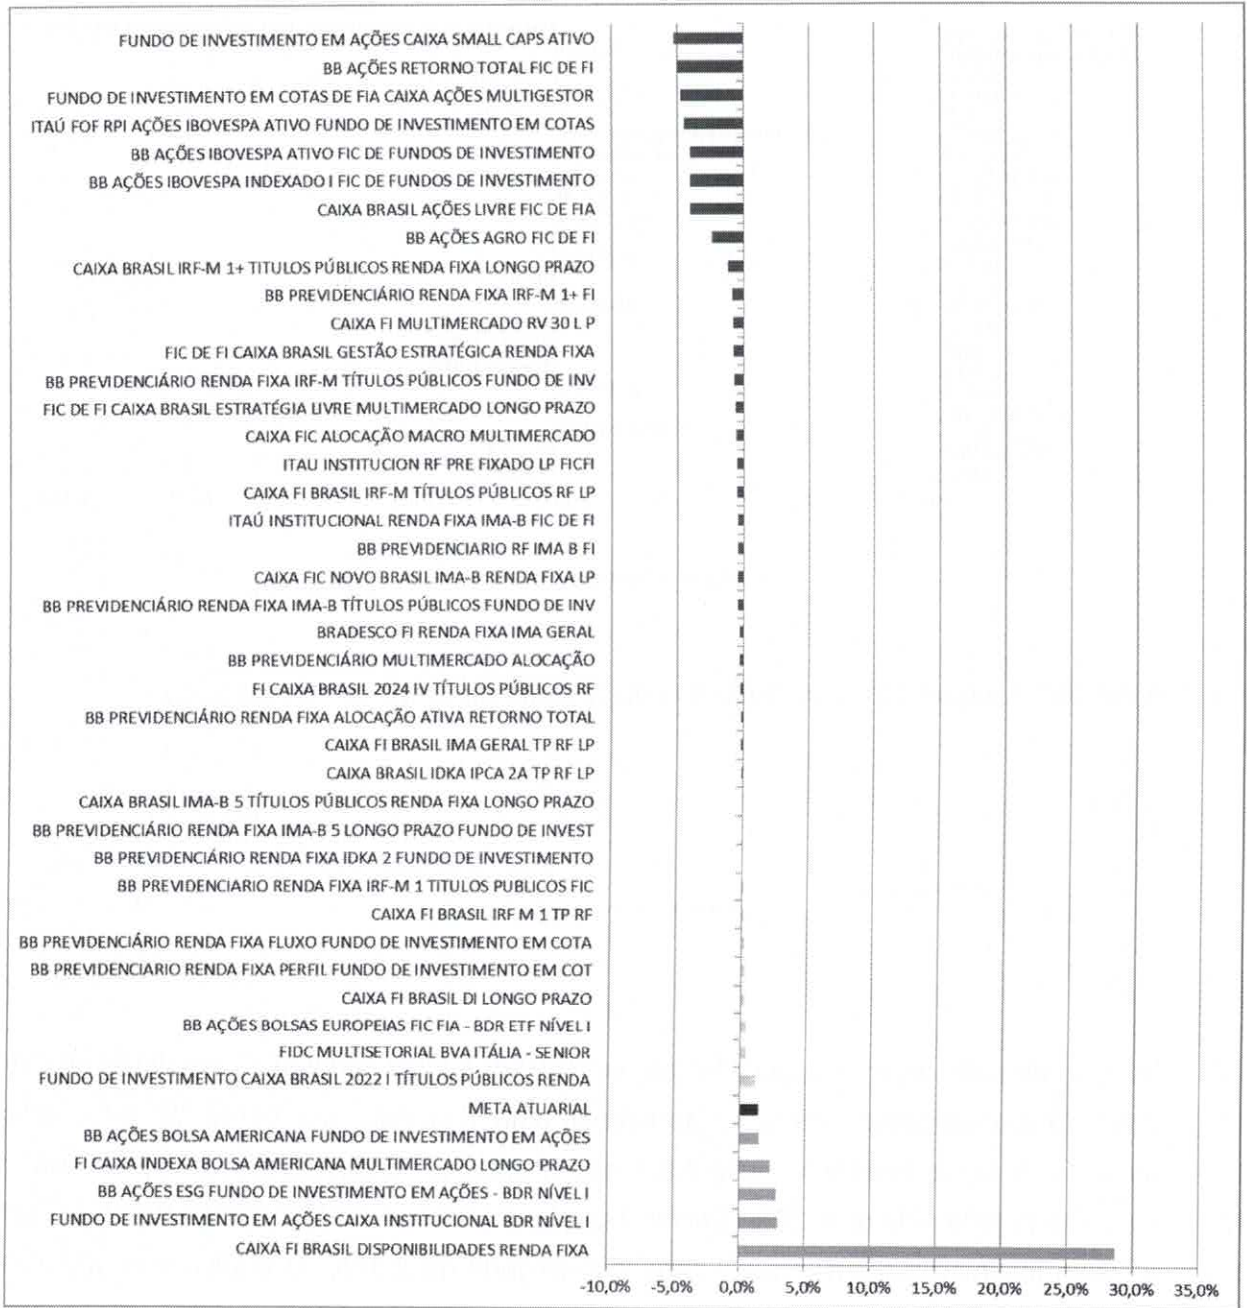 FUNDO DE INVESTIMENTO EM AÇÕES CAIXA SMALL CAPS ATIVO
BB AÇÕES RETORNO TOTAL FIC DE FI
FUNDO DE INVESTIMENTO EM COTAS DE FIA CAIXA AÇÕES MULTIGESTOR
ITAÚ FOF RPI AÇÕES IBOVESPA ATIVO FUNDO DE INVESTIMENTO EM COTAS
BB AÇÕES IBOVESPA ATIVO FIC DE FUNDOS DE INVESTIMENTO
BB AÇÕES IBOVESPA INDEXADO I FIC DE FUNDOS DE INVESTIMENTO
CAIXA BRASIL AÇÕES LIVRE FIC DE FIA
BB AÇÕES AGRO FIC DE FI
CAIXA BRASIL IRF-M 1+ TITULOS PÚBLICOS RENDA FIXA LONGO PRAZO
BB PREVIDENCIÁRIO RENDA FIXA IRF-M 1+ FI
CAIXA FI MULTIMERCADO RV 30 L P
FIC DE FI CAIXA BRASIL GESTÃO ESTRATÉGICA RENDA FIXA
BB PREVIDENCIÁRIO RENDA FIXA IRF-M TÍTULOS PÚBLICOS FUNDO DE INV
FIC DE FI CAIXA BRASIL ESTRATÉGIA LIVRE MULTIMERCADO LONGO PRAZO
CAIXA FIC ALOCAÇÃO MACRO MULTIMERCADO
ITAU INSTITUCION RF PRE FIXADO LP FICFI
CAIXA FI BRASIL IRF-M TÍTULOS PÚBLICOS RF LP
ITAÚ INSTITUCIONAL RENDA FIXA IMA-B FIC DE FI
BB PREVIDENCIARIO RF IMA B FI
CAIXA FIC NOVO BRASIL IMA-B RENDA FIXA LP
BB PREVIDENCIÁRIO RENDA FIXA IMA-B TÍTULOS PÚBLICOS FUNDO DE INV
BRADESCO FI RENDA FIXA IMA GERAL
BB PREVIDENCIÁRIO MULTIMERCADO ALOCAÇÃO
FI CAIXA BRASIL 2024 IV TÍTULOS PÚBLICOS RF
BB PREVIDENCIÁRIO RENDA FIXA ALOCAÇÃO ATIVA RETORNO TOTAL
CAIXA FI BRASIL IMA GERAL TP RF LP
CAIXA BRASIL IDKA IPCA 2A TP RF LP
CAIXA BRASIL IMA-B 5 TÍTULOS PÚBLICOS RENDA FIXA LONGO PRAZO
BB PREVIDENCIÁRIO RENDA FIXA IMA-B 5 LONGO PRAZO FUNDO DE INVEST
BB PREVIDENCIÁRIO RENDA FIXA IDKA 2 FUNDO DE INVESTIMENTO
BB PREVIDENCIARIO RENDA FIXA IRF-M 1 TITULOS PUBLICOS FIC
CAIXA FI BRASIL IRF M 1 TP RF
BB PREVIDENCIÁRIO RENDA FIXA FLUXO FUNDO DE INVESTIMENTO EM COTA
BB PREVIDENCIARIO RENDA FIXA PERFIL FUNDO DE INVESTIMENTO EM COT
CAIXA FI BRASIL DI LONGO PRAZO
BB AÇÕES BOLSAS EUROPEIAS FIC FIA - BDR ETF NÍVEL I
FIDC MULTISETORIAL BVA ITÁLIA - SENIOR
FUNDO DE INVESTIMENTO CAIXA BRASIL 2022 I TÍTULOS PÚBLICOS RENDA
META ATUARIAL
BB AÇÕES BOLSA AMERICANA FUNDO DE INVESTIMENTO EM AÇÕES
FI CAIXA INDEXA BOLSA AMERICANA MULTIMERCADO LONGO PRAZO
BB AÇÕES ESG FUNDO DE INVESTIMENTO EM AÇÕES - BDR NÍVEL I
FUNDO DE INVESTIMENTO EM AÇÕES CAIXA INSTITUCIONAL BDR NÍVEL I
CAIXA FI BRASIL DISPONIBILIDADES RENDA FIXA
-10,0% -5,0% 0,0% 5,0% 10,0% 15,0% 20,0% 25,0% 30,0% 35,0%